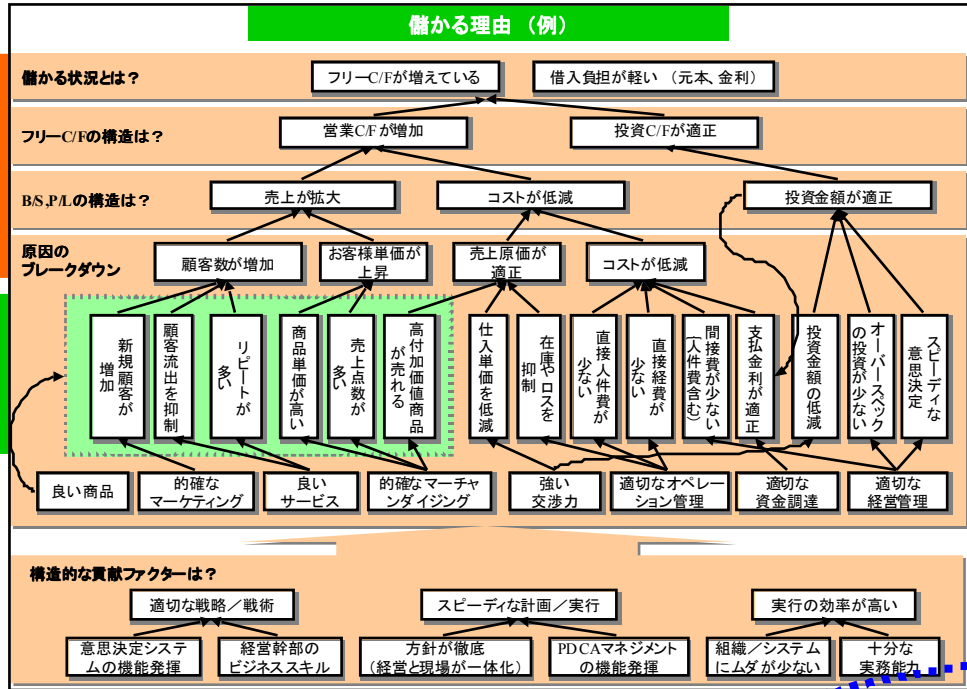 儲かる理由 （例）
儲かる状況とは？
フリーC/Fが増えている
借入負担が軽い （元本、金利）
フリーC/Fの構造は？
営業C/Fが増加
投資C/Fが適正
B/S,P/Lの構造は？
売上が拡大
コストが低減
投資金額が適正
原因の
ブレークダウン
顧客数が増加
お客様単価が
上昇
売上原価が
適正
コストが低減
新規顧客が
増加
顧客流出を抑制
リピートが
多い
商品単価が高い
売上点数が
多い
高付加価値商品
が売れる
仕入単価を低減
在庫やロスを
抑制
直接人件費が
少ない
直接経費が
少ない
間接費が少ない
（人件費含む）
支払金利が適正
投資金額の低減
オーバースペック
の投資が少ない
スピーディな
意思決定
良い商品
的確な
マーケティング
良い
サービス
的確なマーチャ
ンダイジング
強い
交渉力
適切なオペレ
ーション管理
適切な
資金調達
適切な
経営管理
構造的な貢献ファクターは？
適切な戦略／戦術
スピーディな計画／実行
実行の効率が高い
意思決定システ
ムの機能発揮
経営幹部の
ビジネススキル
方針が徹底
（経営と現場が一体化）
PDCAマネジメント
の機能発揮
組織／システム
にムダが少ない
十分な
実務能力